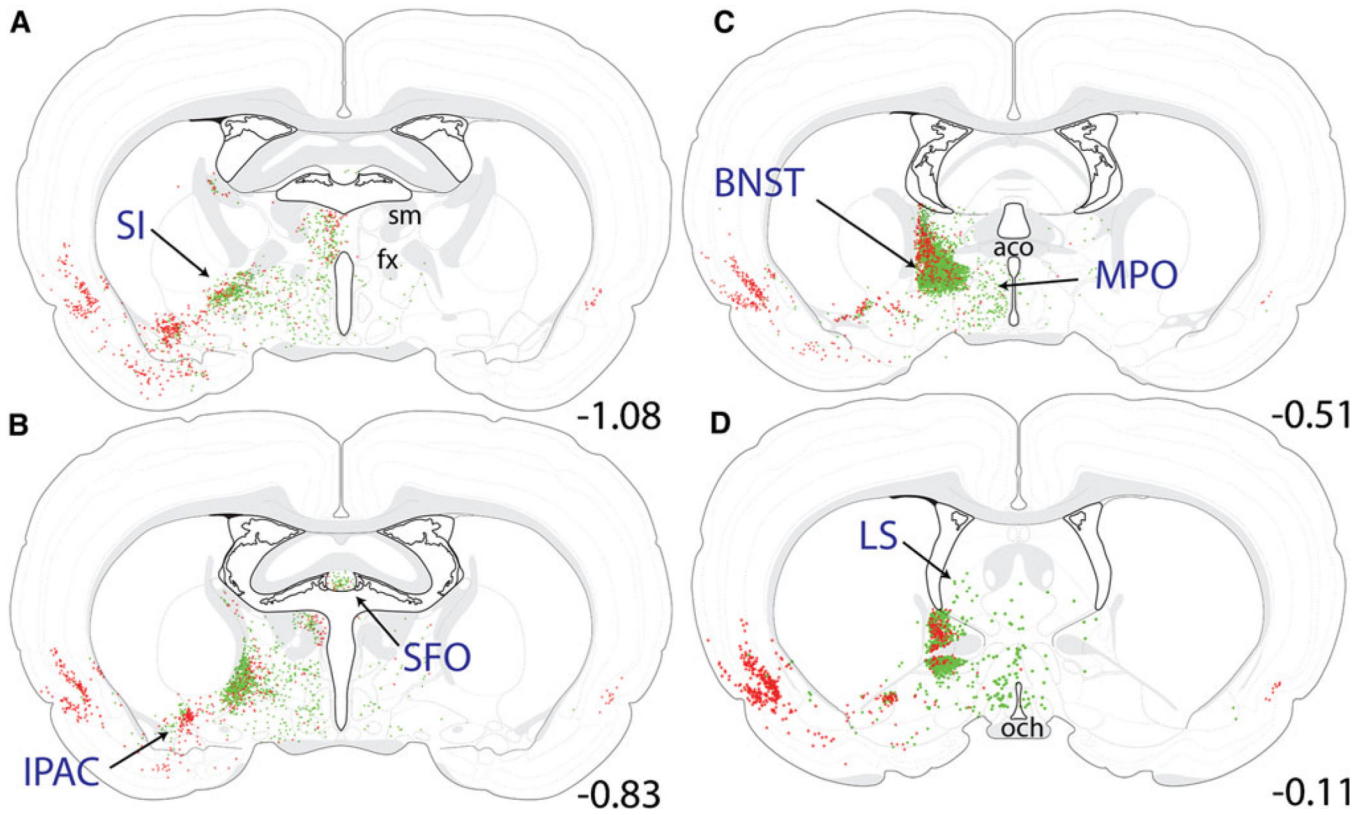 A
SI
sm
fx
-1.08
B
SFO
IPAC
-0.83
C
BNST
aco
MPO
-0.51
D
LS
och
-0.11